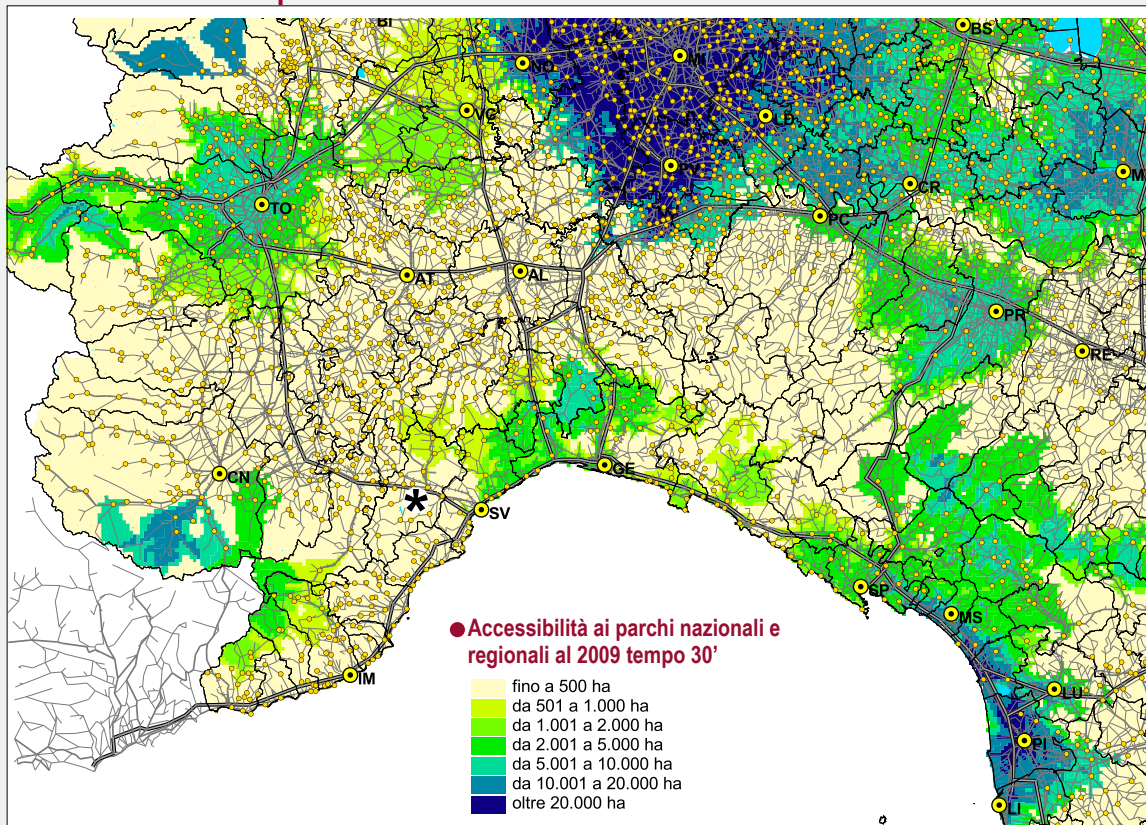 BI
BS
NO
MI
VC
LD
PV
M
TO
CR
PC
AT
AL
PR
RE
GE
CN
*
SV
SP
MS
● Accessibilità ai parchi nazionali e
regionali al 2009 tempo 30’
IM
LU
fino a 500 ha
da 501 a 1.000 ha
da 1.001 a 2.000 ha
PI
da 2.001 a 5.000 ha
da 5.001 a 10.000 ha
da 10.001 a 20.000 ha
oltre 20.000 ha
LI